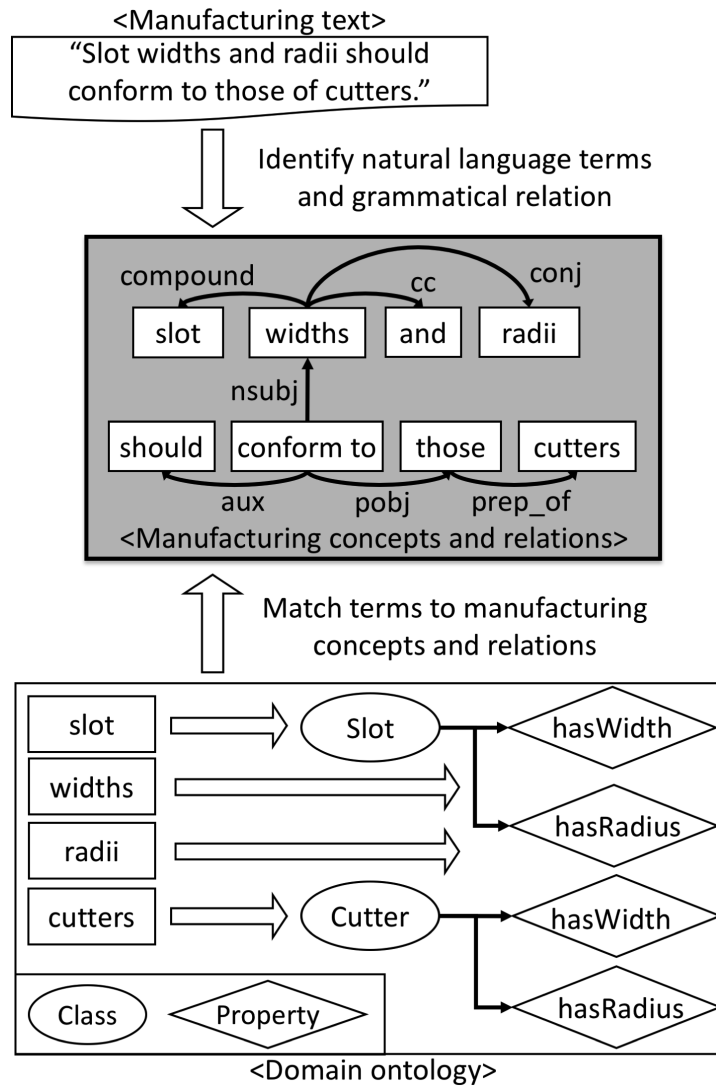 <Manufacturing text>
“Slot widths and radii should
conform to those of cutters.”
Identify natural language terms
and grammatical relation
compound
cc
conj
slot
widths
and
radii
nsubj
should
conform to
those
cutters
aux
pobj
prep_of
<Manufacturing concepts and relations>
Match terms to manufacturing
concepts and relations
slot
Slot
hasWidth
widths
radii
hasRadius
cutters
Cutter
hasWidth
hasRadius
Class
Property
<Domain ontology>